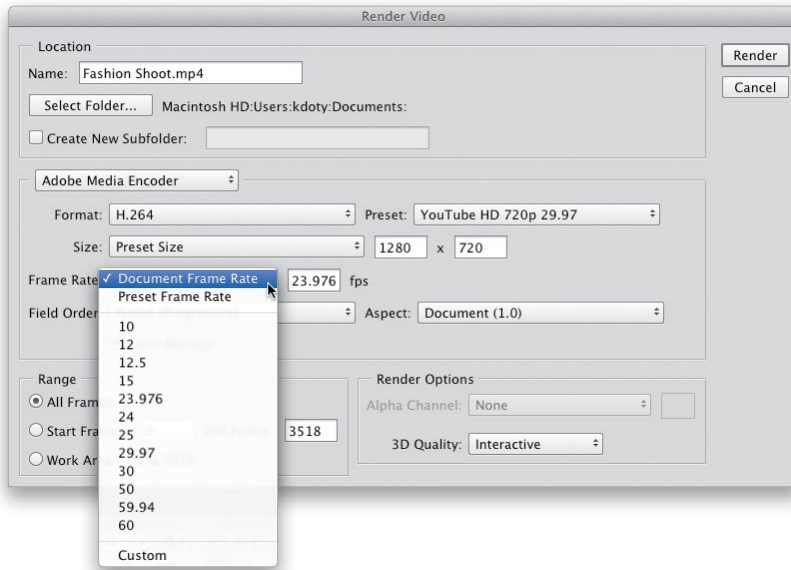 Render Video
Location
Name: Fashion Shoot.mp4
Render
Select Folder... Macintosh HD:Users:kdoty:Documents:
Cancel
Create New Subfolder:
Adobe Media Encoder
Format: H.264 Preset: YouTube HD 720p 29.97
Size: Preset Size 1280 x 720
Frame Rate ✓ Document Frame Rate 23.976 fps
Preset Frame Rate
Field Order Aspect: Document (1.0)
10
12
12.5
15
23.976
24
25
29.97
30
50
59.94
60
Custom
Range
All Fram
Start Fra End Frame 3518
Work Are
Render Options
Alpha Channel: None
3D Quality: Interactive